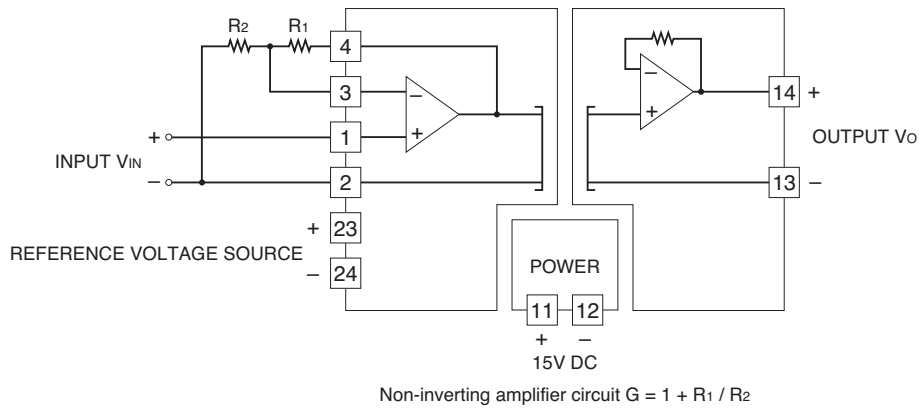 R2 R1
4
3
1
2
23
24
+
–
INPUT VIN
+
–
REFERENCE VOLTAGE SOURCE
–
+
–
+
14 +
13 –
OUTPUT VO
POWER
11 12
+ –
15V DC
Non-inverting amplifier circuit G = 1 + R1 / R2